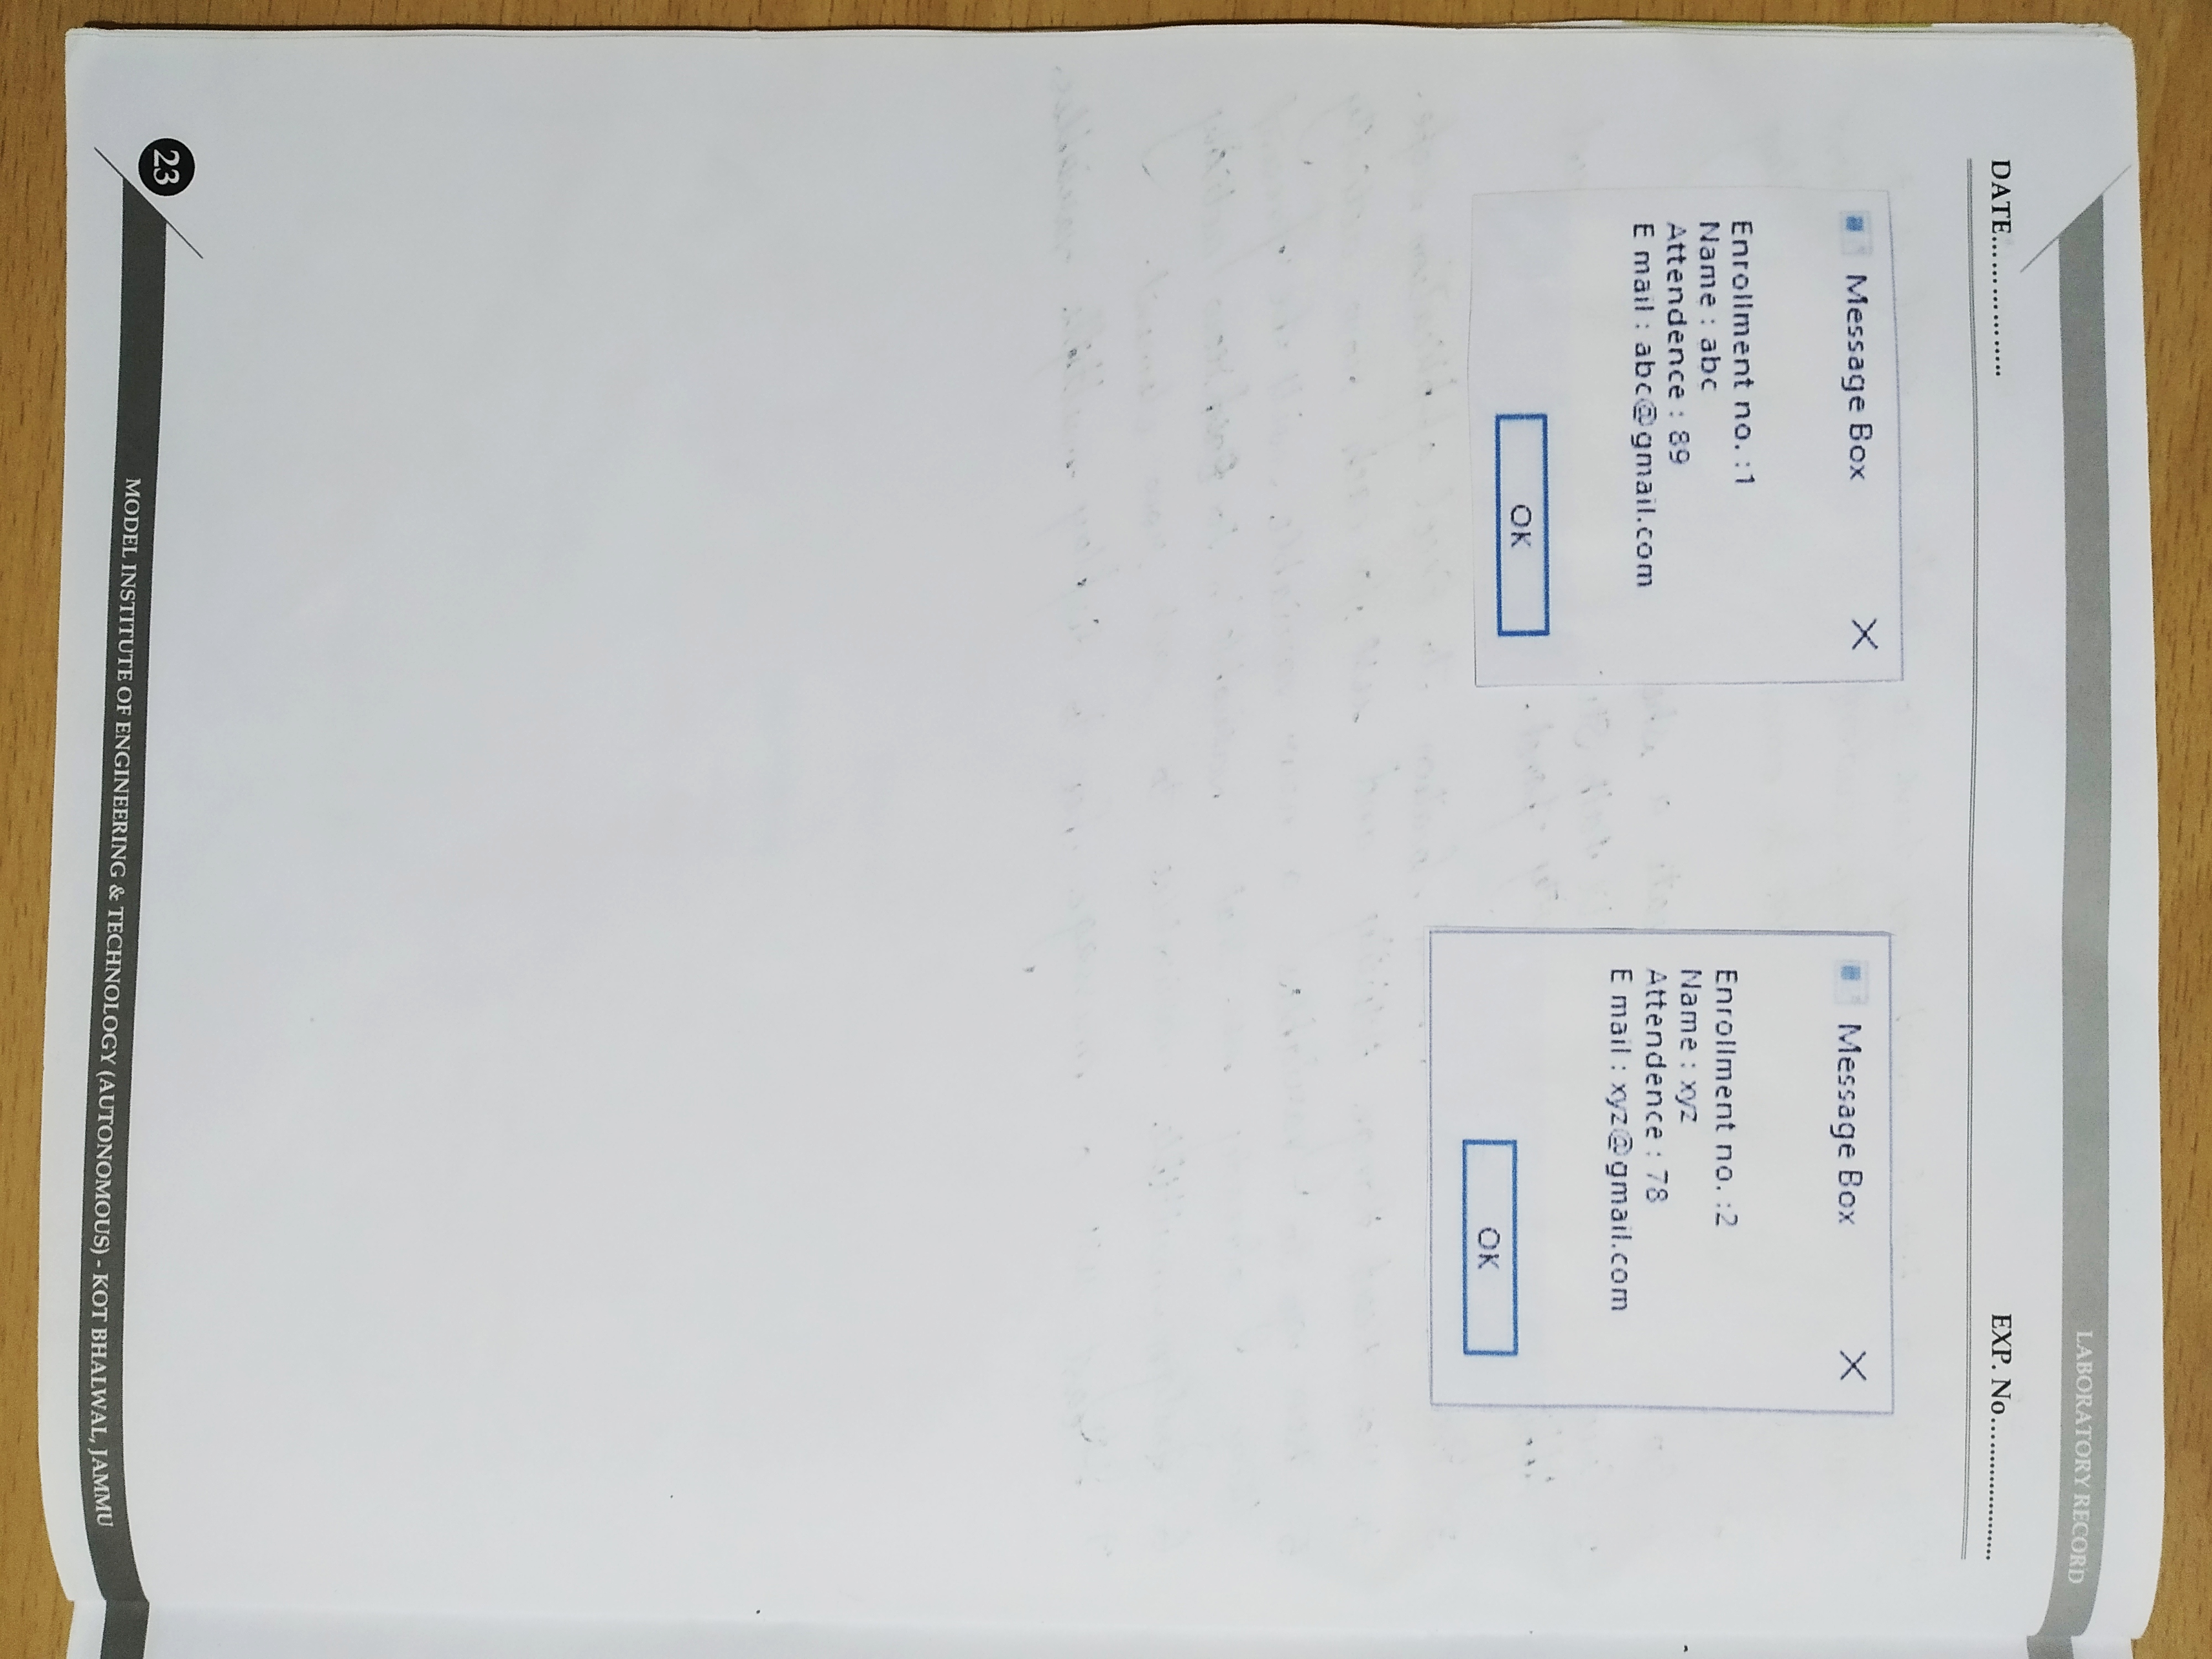 LABORATORY RECORD
DATE.................. EXP. No......................
Message Box
Enrollment no. :1
Name : abc
Attendence : 89
E mail : abc@gmail.com
OK
Message Box
Enrollment no. :2
Name : xyz
Attendence : 78
E mail : xyz@gmail.com
OK
23
MODEL INSTITUTE OF ENGINEERING & TECHNOLOGY (AUTONOMOUS) - KOT BHALWAL, JAMMU